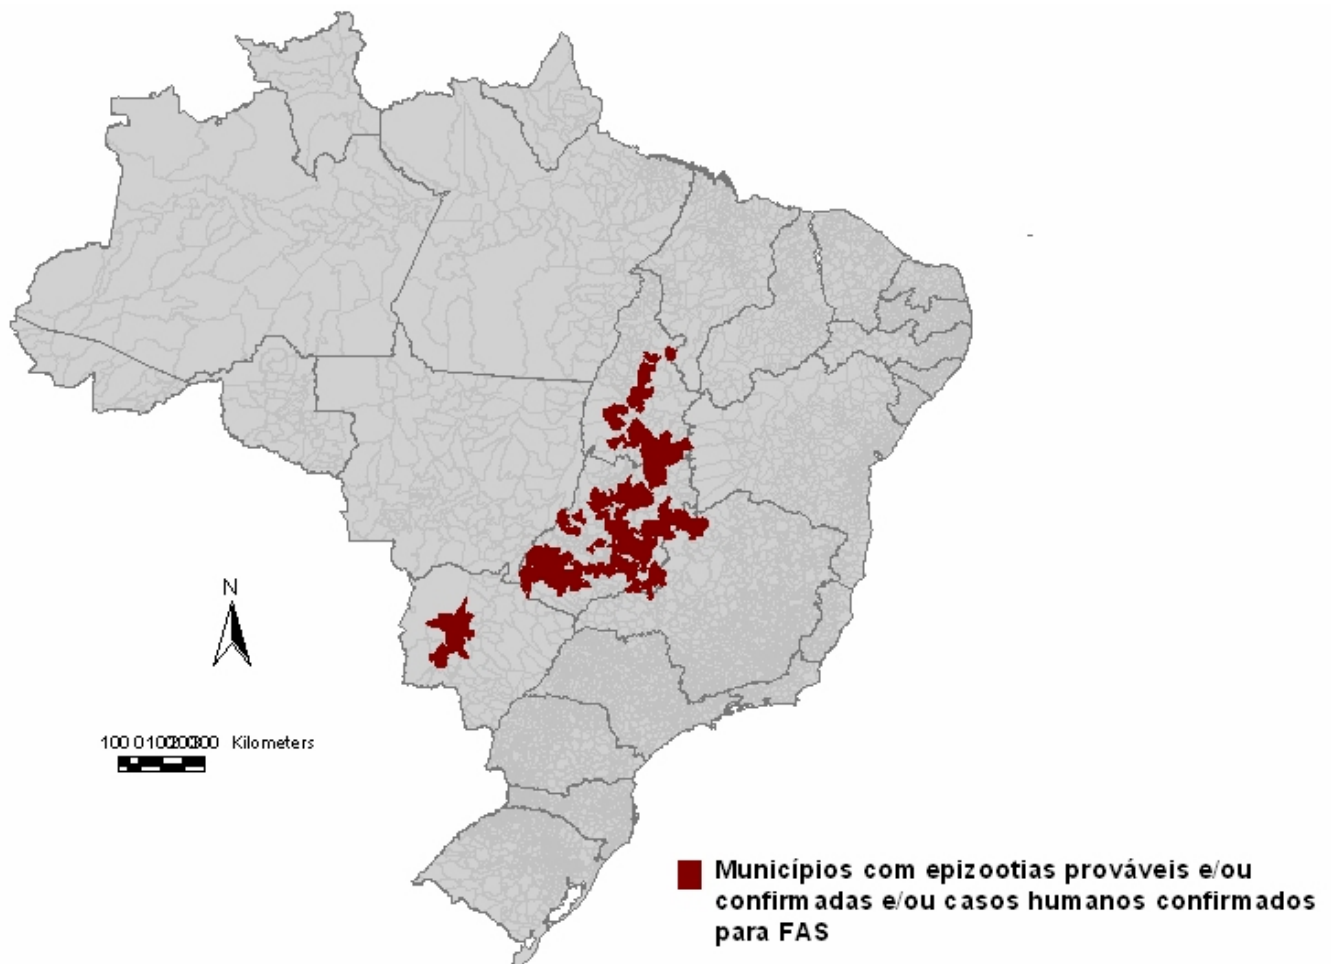 N
Kilometers
Municípios com epizootias prováveis e/ou
confirmadas e/ou casos humanos confirmados
para FAS